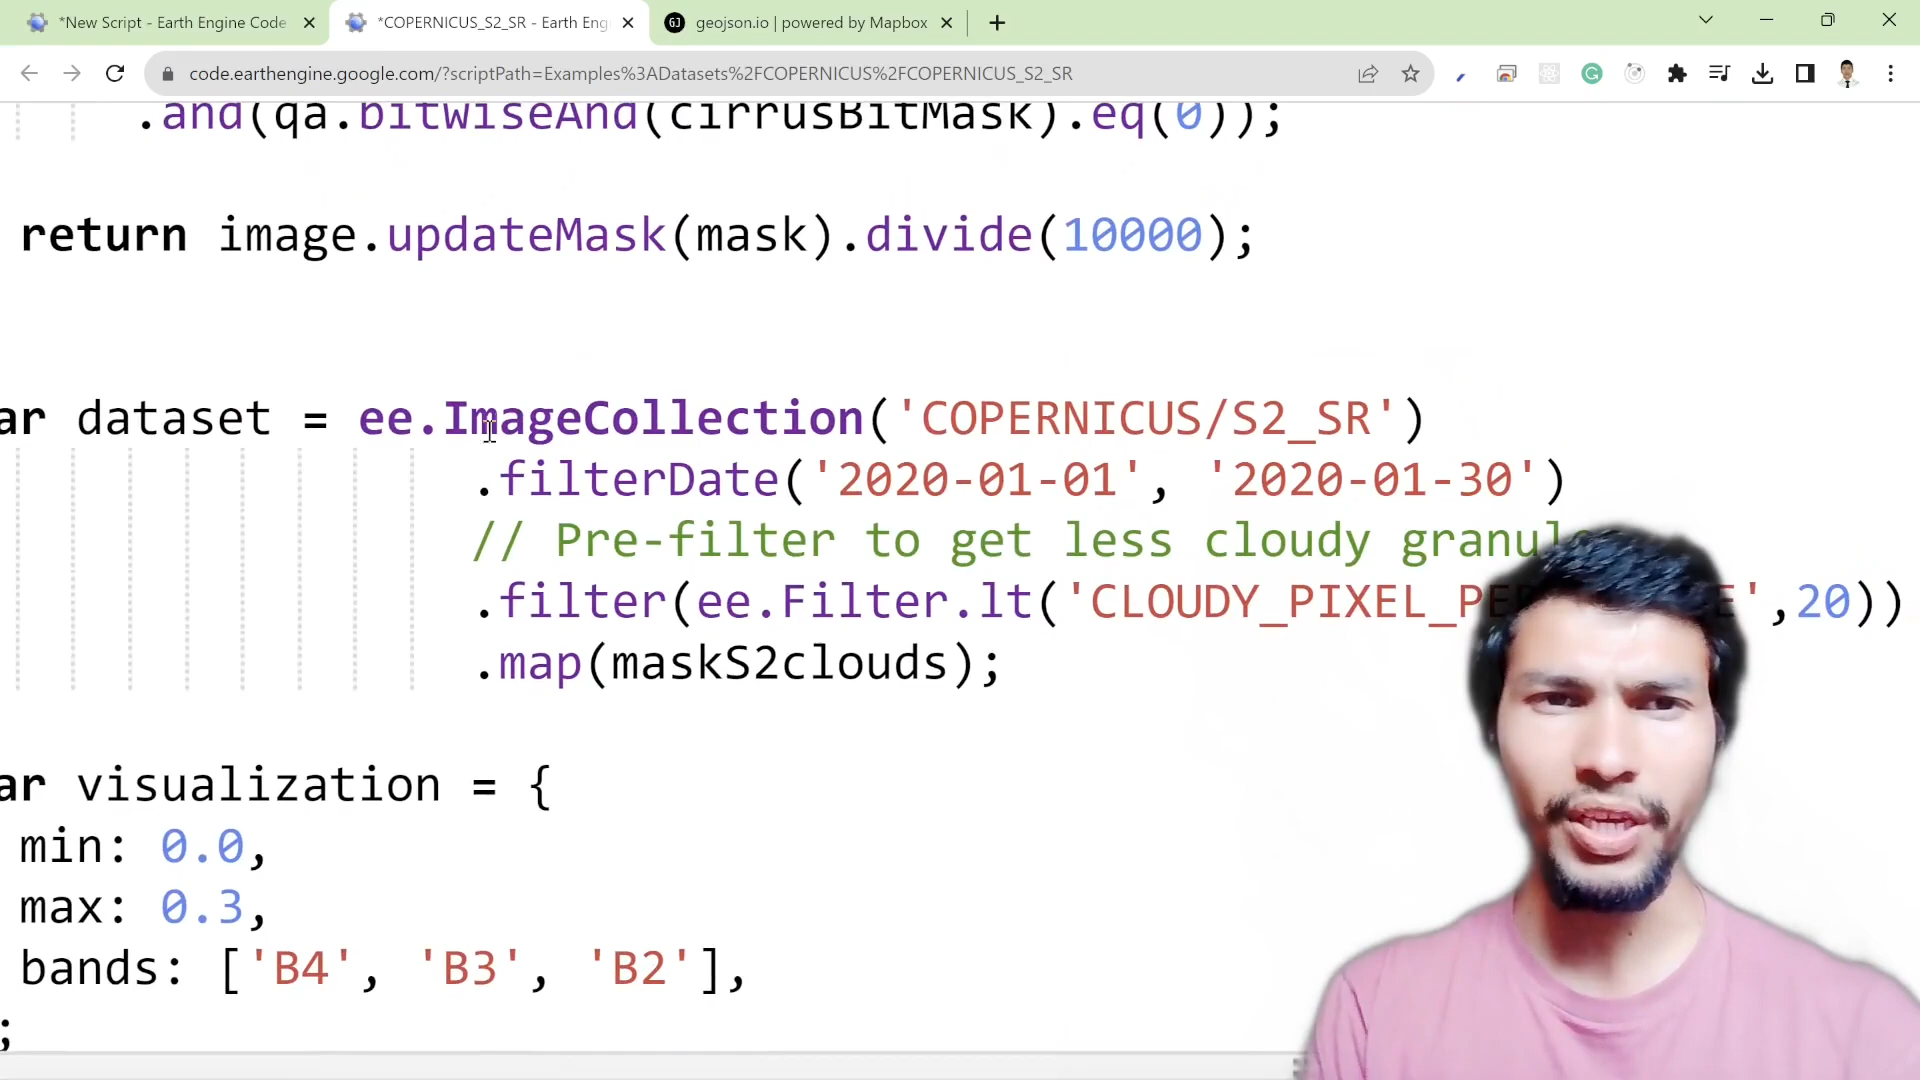 *New Script - Earth Engine Code
*COPERNICUS_S2_SR - Earth Eng
GJ
geojson.io | powered by Mapbox
code.earthengine.google.com/?scriptPath=Examples%3ADatasets%2FCOPERNICUS%2FCOPERNICUS_S2_SR
.and(qa.bitwiseAnd(cirrusBitMask).eq(0));
return image.updateMask(mask).divide(10000);
ar dataset = ee.ImageCollection('COPERNICUS/S2_SR')
.filterDate('2020-01-01', '2020-01-30')
// Pre-filter to get less cloudy granul
.filter(ee.Filter.lt('CLOUDY_PIXEL_PE E',20))
.map(maskS2clouds);
ar visualization = {
min: 0.0,
max: 0.3,
bands: ['B4', 'B3', 'B2'],
;